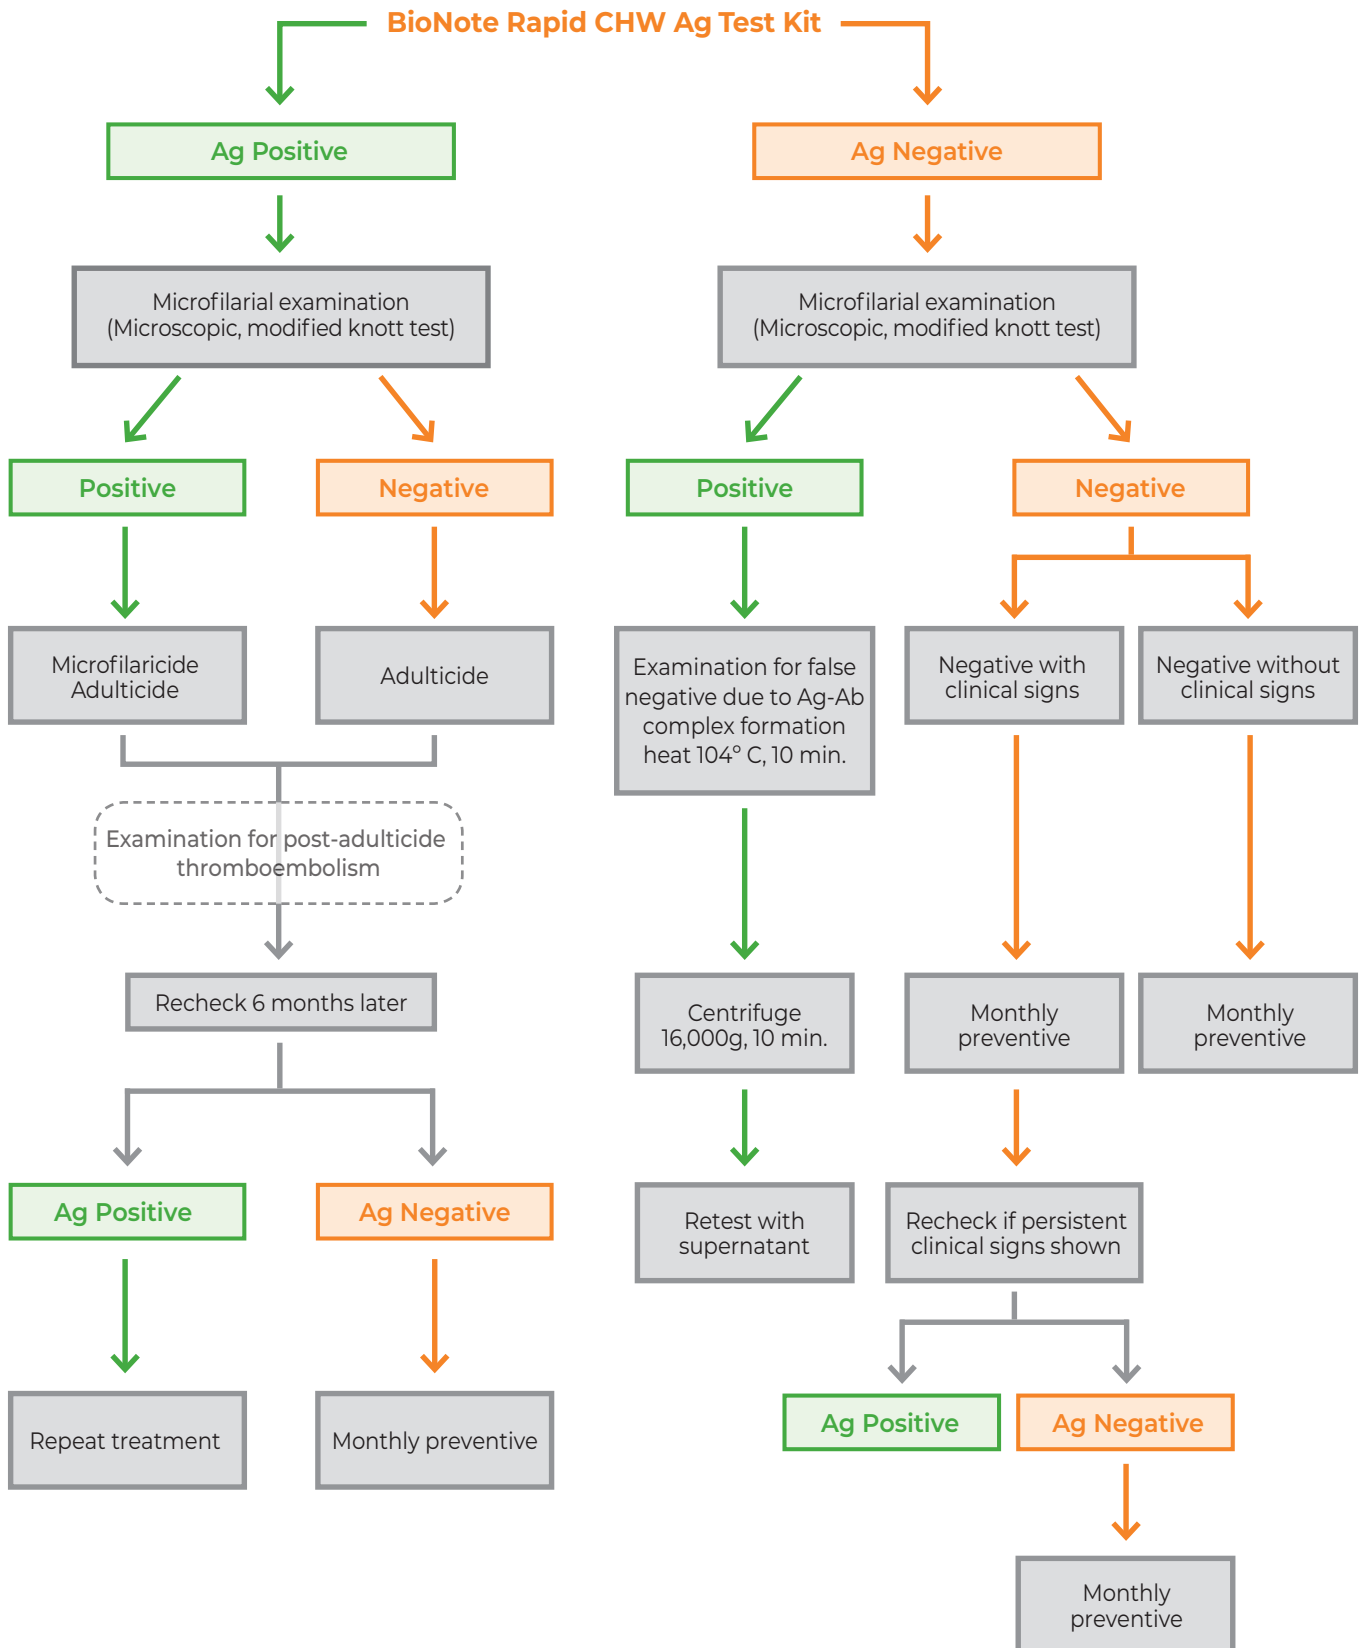 BioNote Rapid CHW Ag Test Kit
Ag Positive
Ag Negative
Microfilarial examination
(Microscopic, modified knott test)
Microfilarial examination
(Microscopic, modified knott test)
Positive
Negative
Positive
Negative
Microfilaricide
Adulticide
Adulticide
Examination for false
negative due to Ag-Ab
complex formation
heat 104° C, 10 min.
Negative with
clinical signs
Negative without
clinical signs
Examination for post-adulticide
thromboembolism
Recheck 6 months later
Centrifuge
16,000g, 10 min.
Monthly
preventive
Monthly
preventive
Ag Positive
Ag Negative
Retest with
supernatant
Recheck if persistent
clinical signs shown
Repeat treatment
Monthly preventive
Ag Positive
Ag Negative
Monthly
preventive